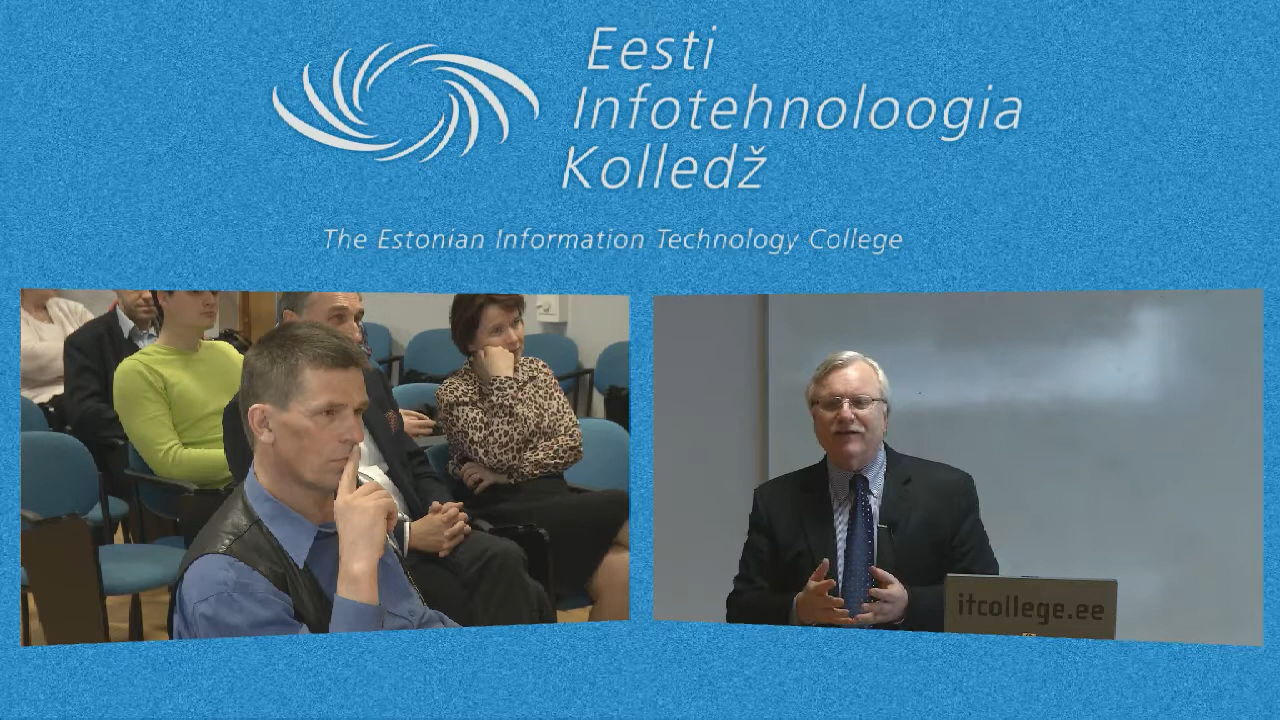 Eesti
Infotehnoloogia
Kolledž
The Estonian Information Technology College
itcollege.ee